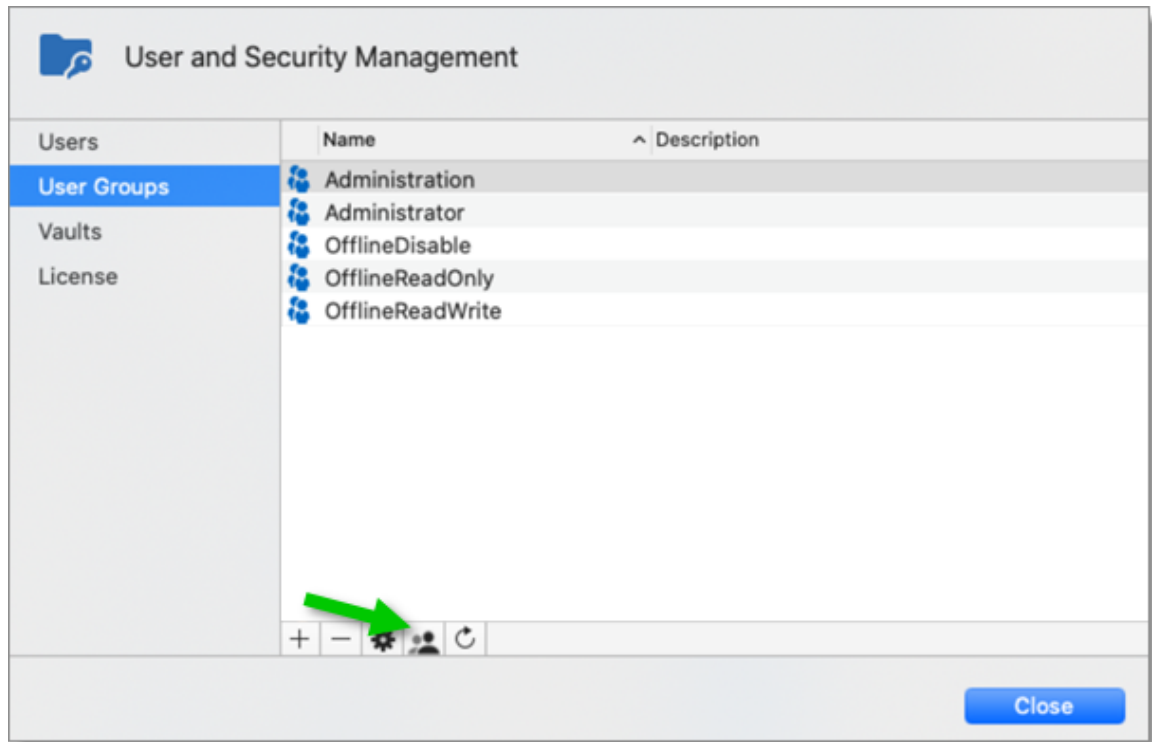 User and Security Management
Users
User Groups
Vaults
License
Name
Description
Administration
Administrator
OfflineDisable
OfflineReadOnly
OfflineReadWrite
Close